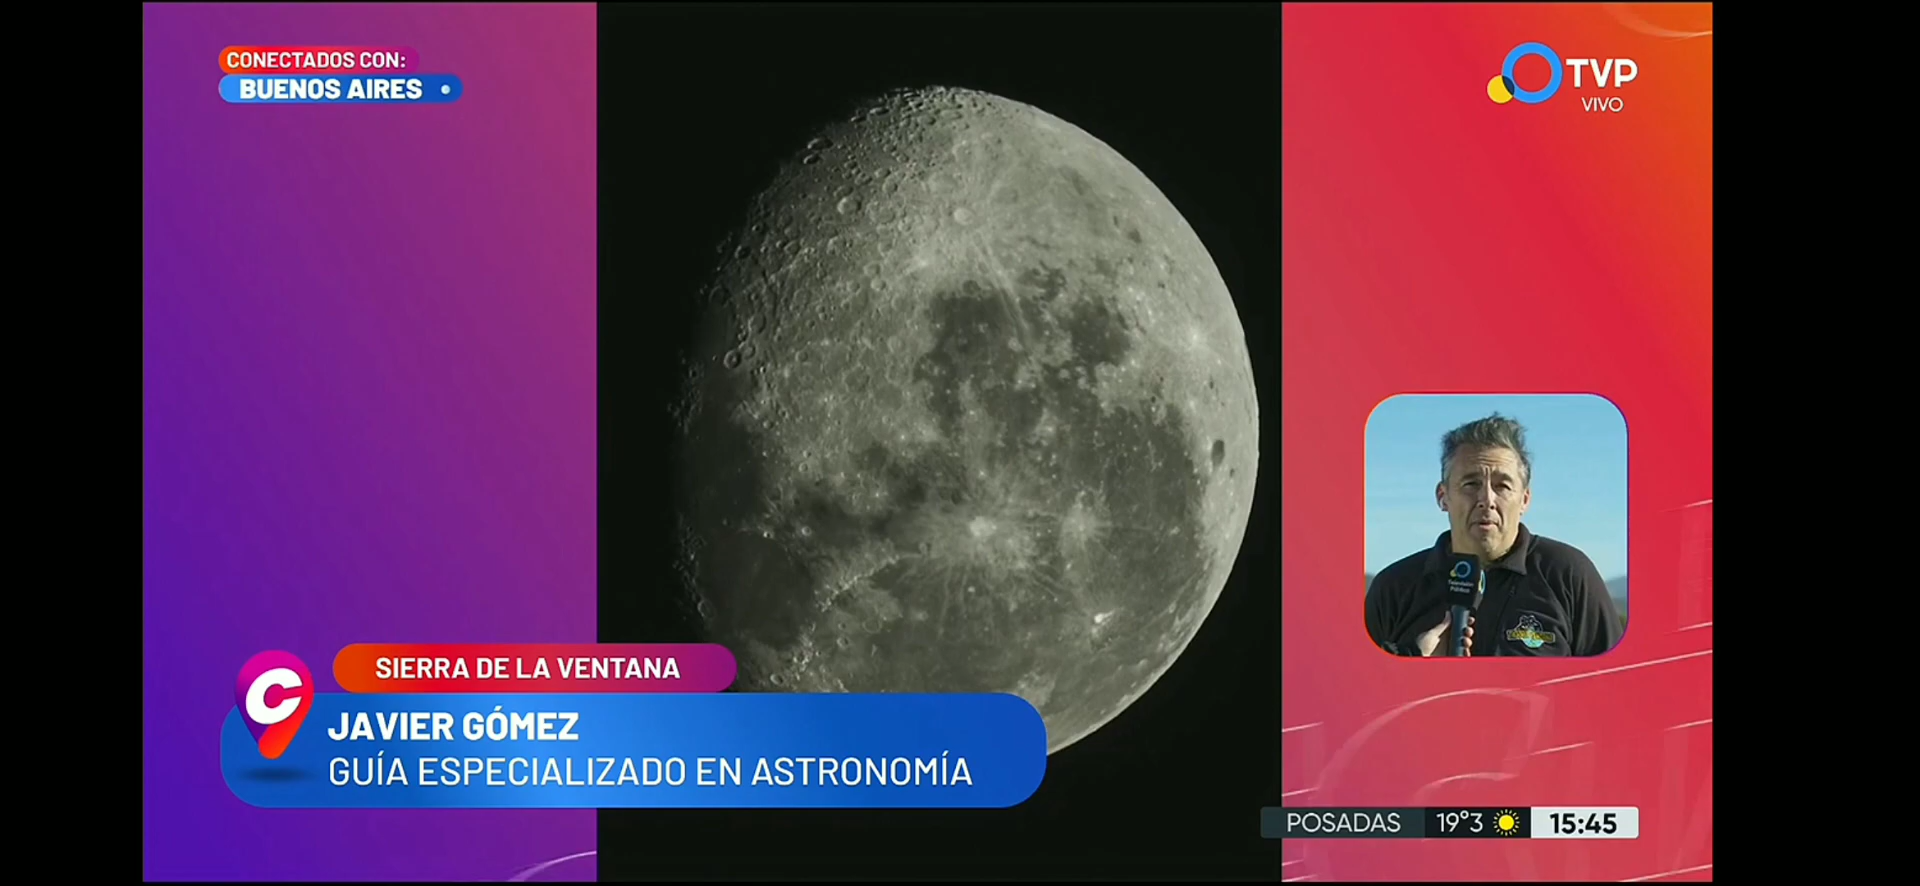 CONECTADOS CON:
BUENOS AIRES
TVP
VIVO
SIERRA DE LA VENTANA
JAVIER GÓMEZ
GUÍA ESPECIALIZADO EN ASTRONOMÍA
POSADAS 19°3 15:45